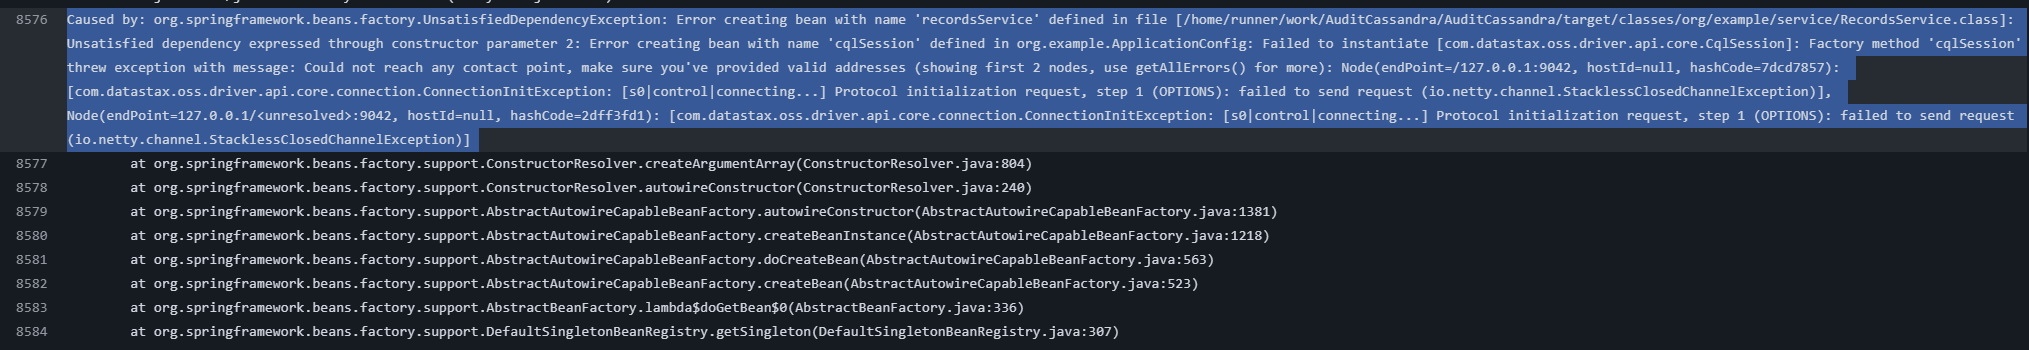 8576 Caused by: org.springframework.beans.factory.UnsatisfiedDependencyException: Error creating bean with name 'recordsService' defined in file [/home/runner/work/AuditCassandra/AuditCassandra/target/classes/org/example/service/RecordsService.class]:
Unsatisfied dependency expressed through constructor parameter 2: Error creating bean with name 'cqlSession' defined in org.example.ApplicationConfig: Failed to instantiate [com.datastax.oss.driver.api.core.CqlSession]: Factory method 'cqlSession'
threw exception with message: Could not reach any contact point, make sure you've provided valid addresses (showing first 2 nodes, use getAllErrors() for more): Node(endPoint=/127.0.0.1:9042, hostId=null, hashCode=7dcd7857):
[com.datastax.oss.driver.api.core.connection.ConnectionInitException: [s0|control|connecting...] Protocol initialization request, step 1 (OPTIONS): failed to send request (io.netty.channel.StacklessClosedChannelException)],
Node(endPoint=127.0.0.1/<unresolved>:9042, hostId=null, hashCode=2dff3fd1): [com.datastax.oss.driver.api.core.connection.ConnectionInitException: [s0|control|connecting...] Protocol initialization request, step 1 (OPTIONS): failed to send request
(io.netty.channel.StacklessClosedChannelException)]
8577 at org.springframework.beans.factory.support.ConstructorResolver.createArgumentArray(ConstructorResolver.java:804)
8578 at org.springframework.beans.factory.support.ConstructorResolver.autowireConstructor(ConstructorResolver.java:240)
8579 at org.springframework.beans.factory.support.AbstractAutowireCapableBeanFactory.autowireConstructor(AbstractAutowireCapableBeanFactory.java:1381)
8580 at org.springframework.beans.factory.support.AbstractAutowireCapableBeanFactory.createBeanInstance(AbstractAutowireCapableBeanFactory.java:1218)
8581 at org.springframework.beans.factory.support.AbstractAutowireCapableBeanFactory.doCreateBean(AbstractAutowireCapableBeanFactory.java:563)
8582 at org.springframework.beans.factory.support.AbstractAutowireCapableBeanFactory.createBean(AbstractAutowireCapableBeanFactory.java:523)
8583 at org.springframework.beans.factory.support.AbstractBeanFactory.lambda$doGetBean$0(AbstractBeanFactory.java:336)
8584 at org.springframework.beans.factory.support.DefaultSingletonBeanRegistry.getSingleton(DefaultSingletonBeanRegistry.java:307)